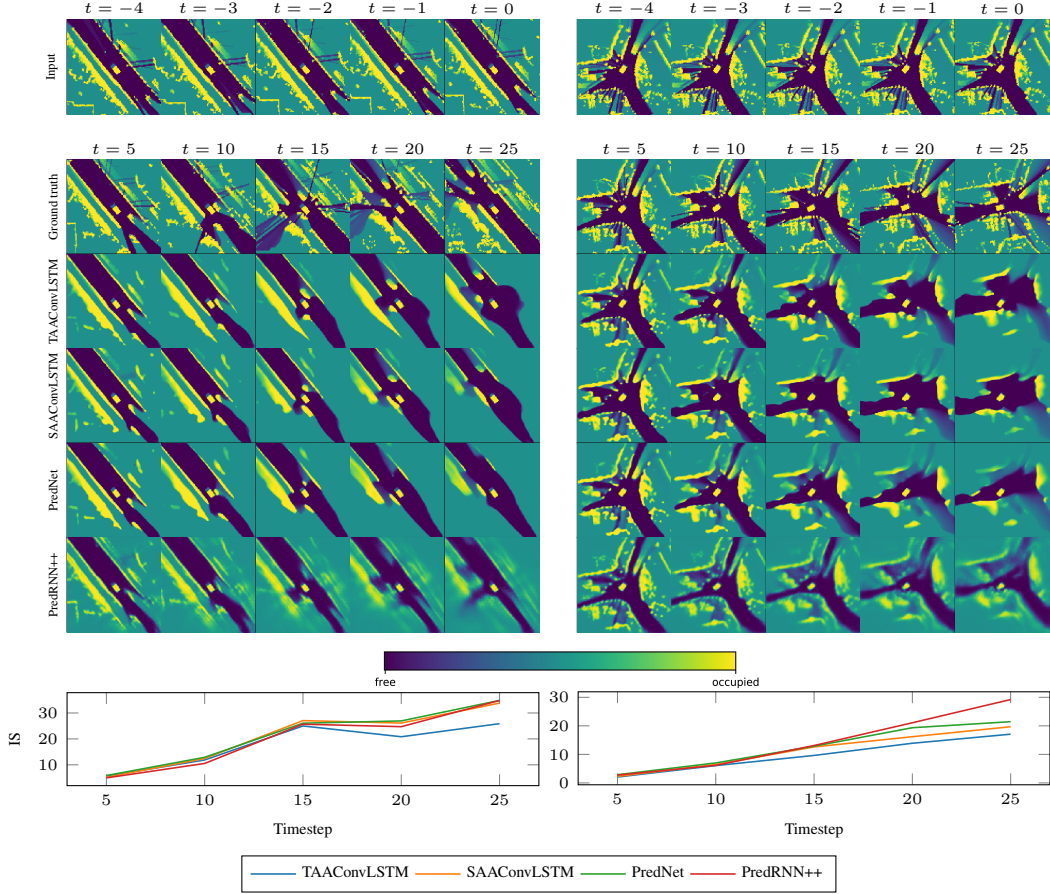 t = −4 t = −3 t = −2 t = −1 t = 0 t = −4 t = −3 t = −2 t = −1 t = 0
Input
t = 5 t = 10 t = 15 t = 20 t = 25 t = 5 t = 10 t = 15 t = 20 t = 25
Ground truth
TAAConvLSTM
SAAConvLSTM
PredNet
PredRNN++
free occupied
30
20
10
IS
5 10 15 20 25
Timestep
30
20
10
0
5 10 15 20 25
Timestep
TAAConvLSTM SAAConvLSTM PredNet PredRNN++